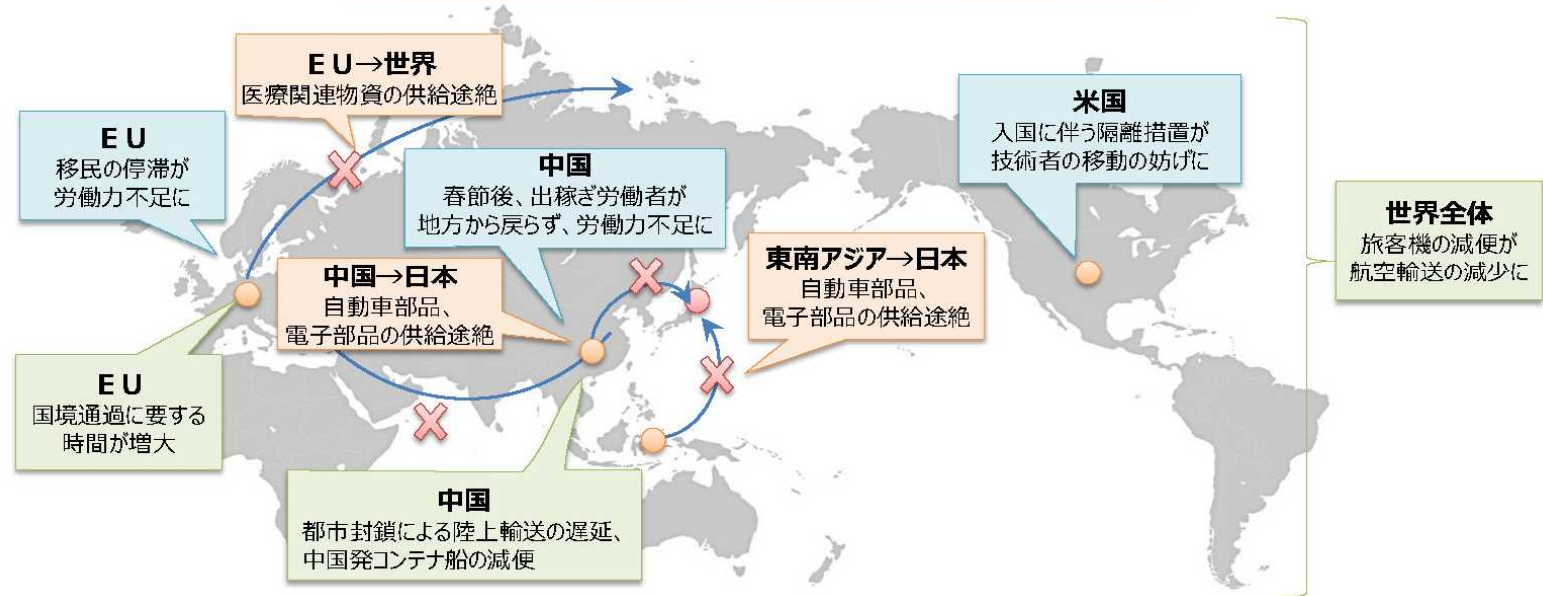 ＥＵ→世界
医療関連物資の供給途絶
ＥＵ
移民の停滞が
労働力不足に
中国
春節後、出稼ぎ労働者が
地方から戻らず、労働力不足に
米国
入国に伴う隔離措置が
技術者の移動の妨げに
世界全体
旅客機の減便が
航空輸送の減少に
中国→日本
自動車部品、
電子部品の供給途絶
東南アジア→日本
自動車部品、
電子部品の供給途絶
ＥＵ
国境通過に要する
時間が増大
中国
都市封鎖による陸上輸送の遅延、
中国発コンテナ船の減便